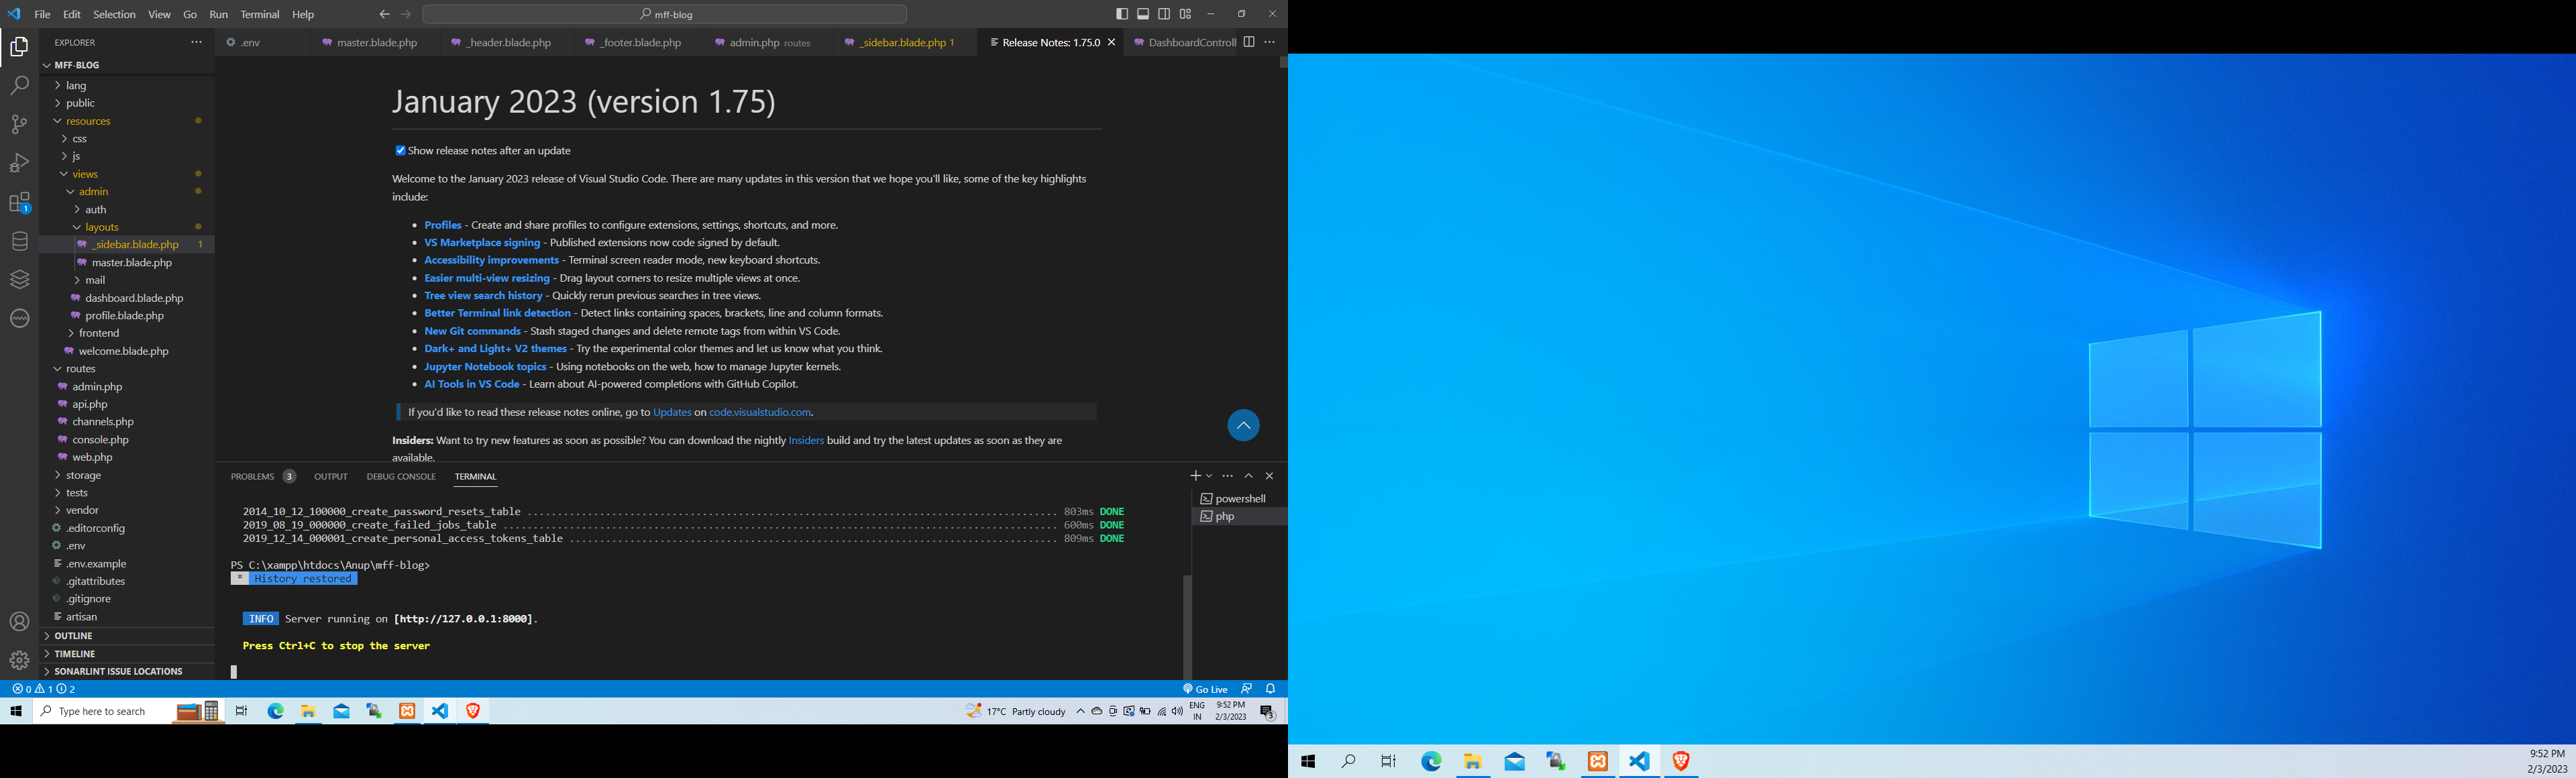 File Edit Selection View Go Run Terminal Help
mff-blog
EXPLORER
.env
master.blade.php
_header.blade.php
_footer.blade.php
admin.php routes
_sidebar.blade.php 1
Release Notes: 1.75.0
DashboardControll
MFF-BLOG
lang
public
resources
css
js
views
admin
auth
layouts
_sidebar.blade.php 1
master.blade.php
mail
dashboard.blade.php
profile.blade.php
frontend
welcome.blade.php
routes
admin.php
api.php
channels.php
console.php
web.php
storage
tests
vendor
.editorconfig
.env
.env.example
.gitattributes
.gitignore
artisan
OUTLINE
TIMELINE
SONARLINT ISSUE LOCATIONS
1
January 2023 (version 1.75)
Show release notes after an update
Welcome to the January 2023 release of Visual Studio Code. There are many updates in this version that we hope you'll like, some of the key highlights
include:
• Profiles - Create and share profiles to configure extensions, settings, shortcuts, and more.
• VS Marketplace signing - Published extensions now code signed by default.
• Accessibility improvements - Terminal screen reader mode, new keyboard shortcuts.
• Easier multi-view resizing - Drag layout corners to resize multiple views at once.
• Tree view search history - Quickly rerun previous searches in tree views.
• Better Terminal link detection - Detect links containing spaces, brackets, line and column formats.
• New Git commands - Stash staged changes and delete remote tags from within VS Code.
• Dark+ and Light+ V2 themes - Try the experimental color themes and let us know what you think.
• Jupyter Notebook topics - Using notebooks on the web, how to manage Jupyter kernels.
• AI Tools in VS Code - Learn about AI-powered completions with GitHub Copilot.
If you'd like to read these release notes online, go to Updates on code.visualstudio.com.
Insiders: Want to try new features as soon as possible? You can download the nightly Insiders build and try the latest updates as soon as they are
available.
PROBLEMS 3 OUTPUT DEBUG CONSOLE TERMINAL
powershell
php
2014_10_12_100000_create_password_resets_table ........ 803ms DONE
2019_08_19_000000_create_failed_jobs_table ........ 600ms DONE
2019_12_14_000001_create_personal_access_tokens_table ........ 809ms DONE
PS C:\xampp\htdocs\Anup\mff-blog>
* History restored
INFO Server running on [http://127.0.0.1:8000].
Press Ctrl+C to stop the server
0 1 2
Go Live
Type here to search
17°C Partly cloudy
ENG
IN
9:52 PM
2/3/2023
3
9:52 PM
2/3/2023